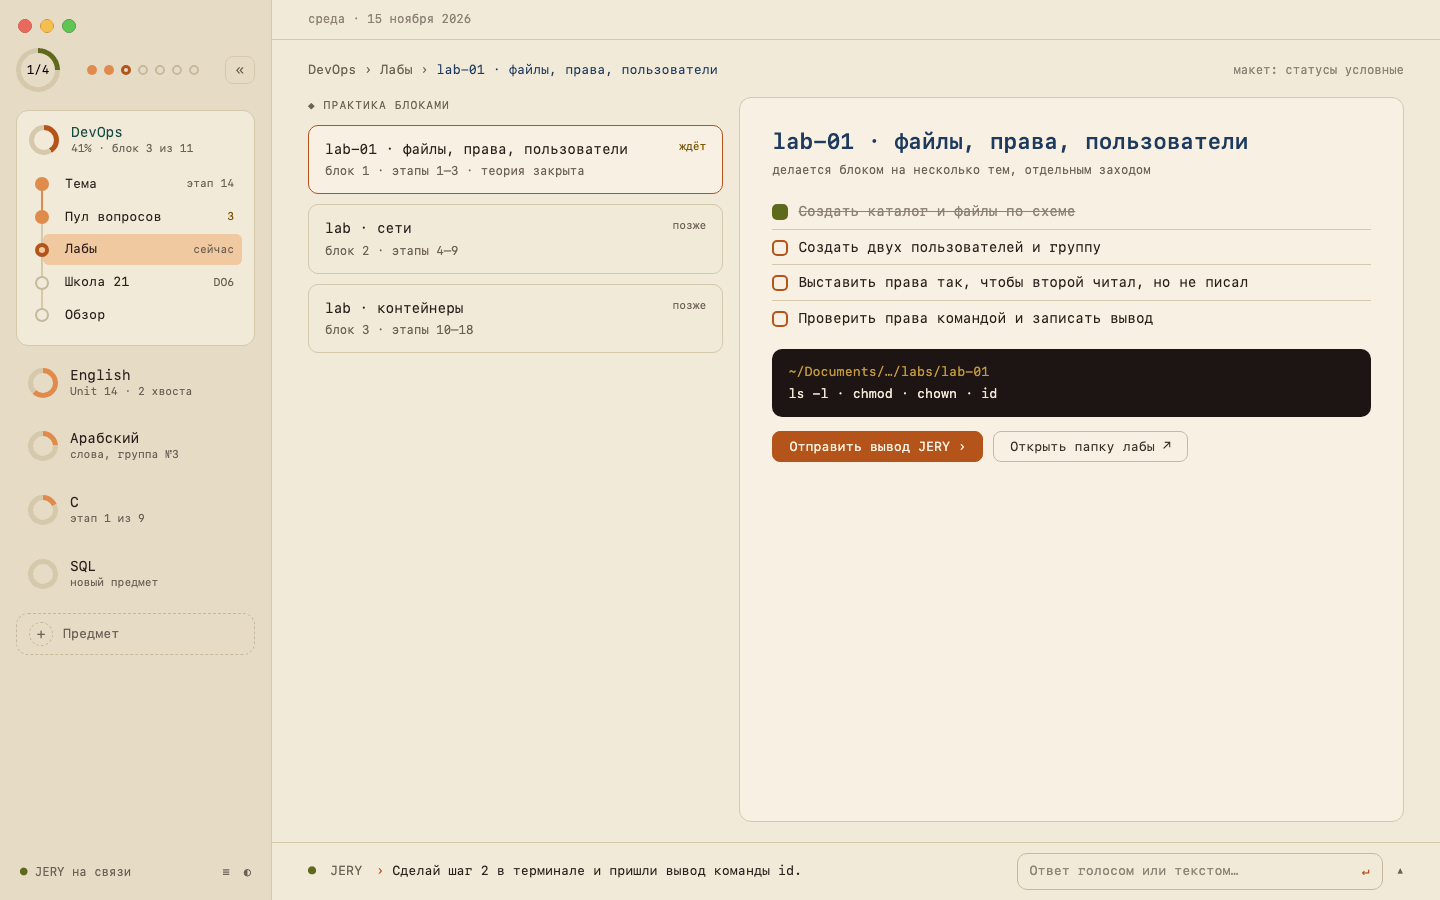 1/4
«
DevOps
41% · блок 3 из 11
Тема этап 14
Пул вопросов 3
Лабы сейчас
Школа 21 DO6
Обзор
English
Unit 14 · 2 хвоста
Арабский
слова, группа №3
C
этап 1 из 9
SQL
новый предмет
+ Предмет
JERY на связи
среда · 15 ноября 2026
DevOps › Лабы › lab-01 · файлы, права, пользователи
макет: статусы условные
◆ ПРАКТИКА БЛОКАМИ
lab-01 · файлы, права, пользователи ждёт
блок 1 · этапы 1–3 · теория закрыта
lab · сети позже
блок 2 · этапы 4–9
lab · контейнеры позже
блок 3 · этапы 10–18
lab-01 · файлы, права, пользователи
делается блоком на несколько тем, отдельным заходом
Создать каталог и файлы по схеме
Создать двух пользователей и группу
Выставить права так, чтобы второй читал, но не писал
Проверить права командой и записать вывод
~/Documents/…/labs/lab-01
ls -l · chmod · chown · id
Отправить вывод JERY ›
Открыть папку лабы ↗
JERY › Сделай шаг 2 в терминале и пришли вывод команды id.
Ответ голосом или текстом… ↵